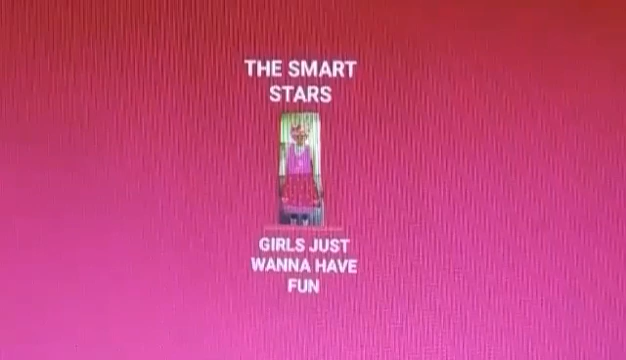 THE SMART
STARS
GIRLS JUST
WANNA HAVE
FUN